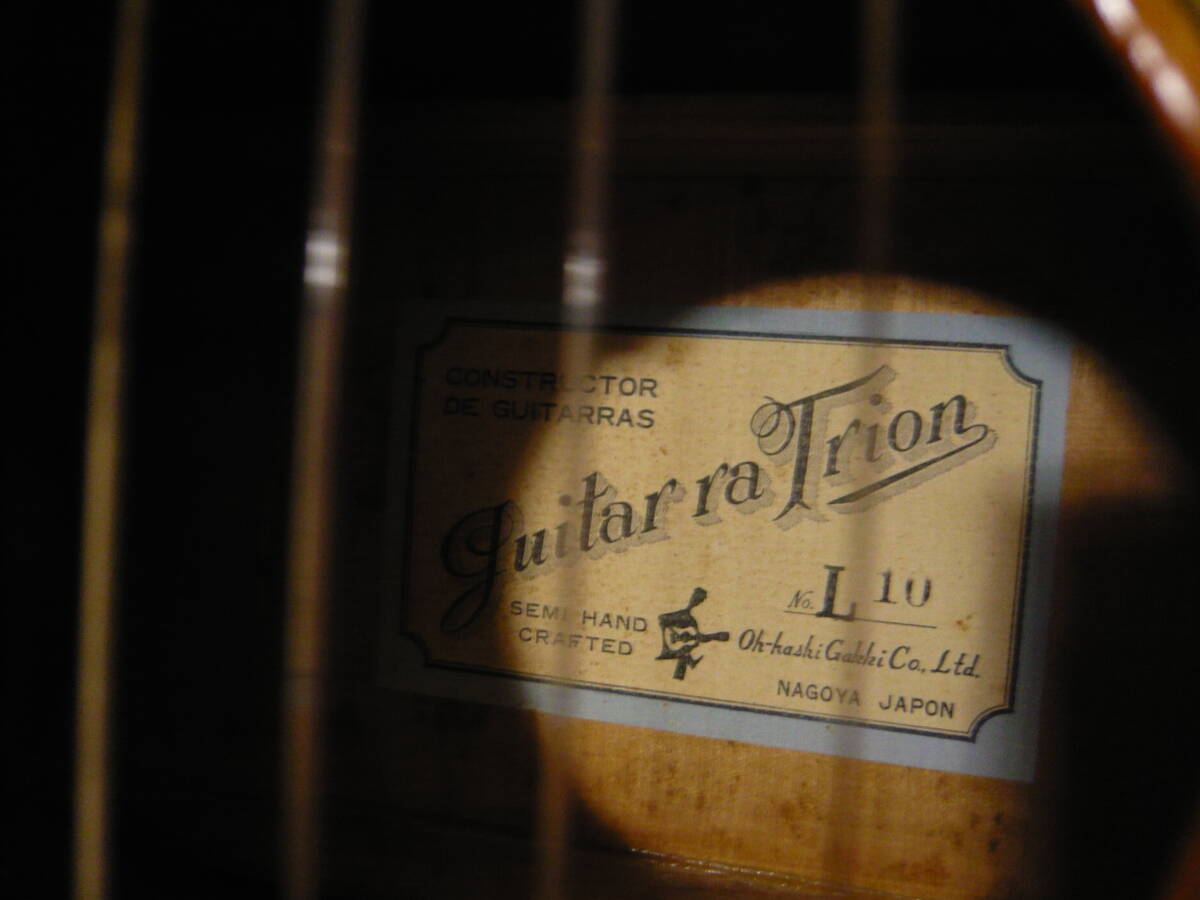 CONSTRUCTOR
DE GUITARRAS
Guitarra Trion
No. L 10
SEMI HAND
CRAFTED
Oh-hashi Gakki Co., Ltd.
NAGOYA JAPON